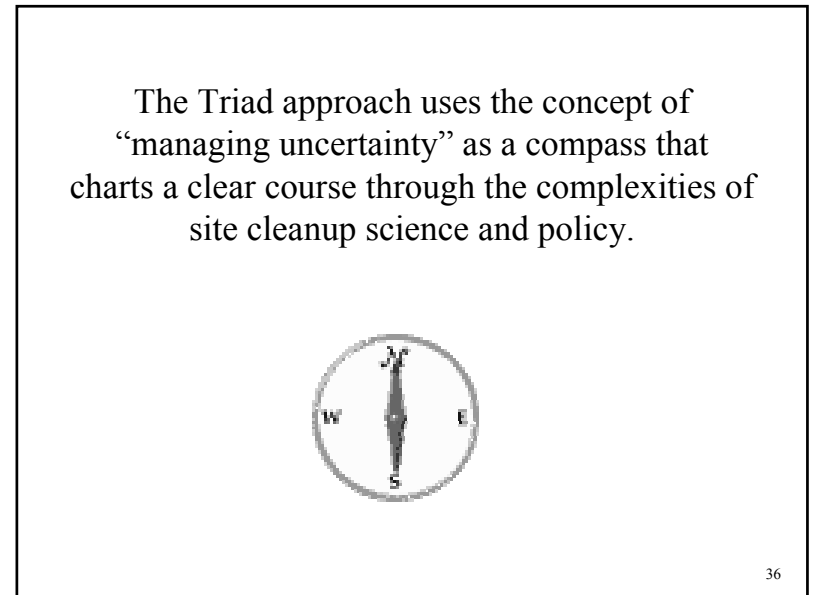 The Triad approach uses the concept of
“managing uncertainty” as a compass that
charts a clear course through the complexities of
site cleanup science and policy.
N
W E
S
36